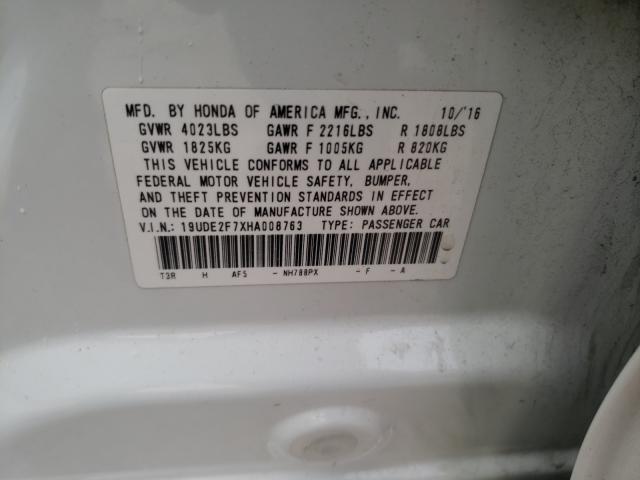 MFD. BY HONDA OF AMERICA MFG., INC. 10/'16
GVWR 4023LBS GAWR F 2216LBS R 1808LBS
GVWR 1825KG GAWR F 1005KG R 820KG
THIS VEHICLE CONFORMS TO ALL APPLICABLE
FEDERAL MOTOR VEHICLE SAFETY, BUMPER,
AND THEFT PREVENTION STANDARDS IN EFFECT
ON THE DATE OF MANUFACTURE SHOWN ABOVE.
V.I.N.: 19UDE2F7XHA008763 TYPE: PASSENGER CAR
T3R H AF5 - NH788PX - F - A